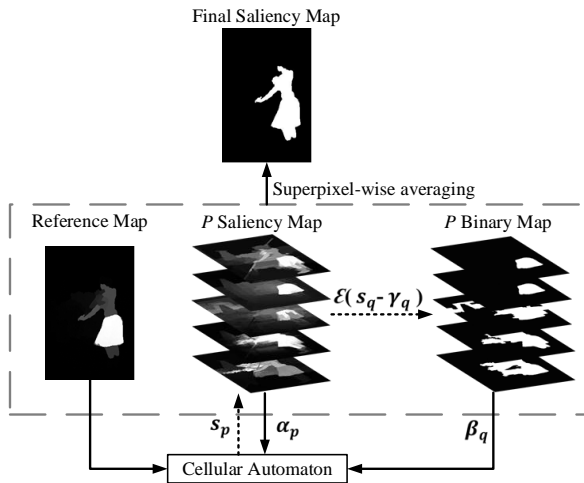 Final Saliency Map
Superpixel-wise averaging
Reference Map
P Saliency Map
P Binary Map
ℰ( s_q- γ_q )
s_p
α_p
β_q
Cellular Automaton